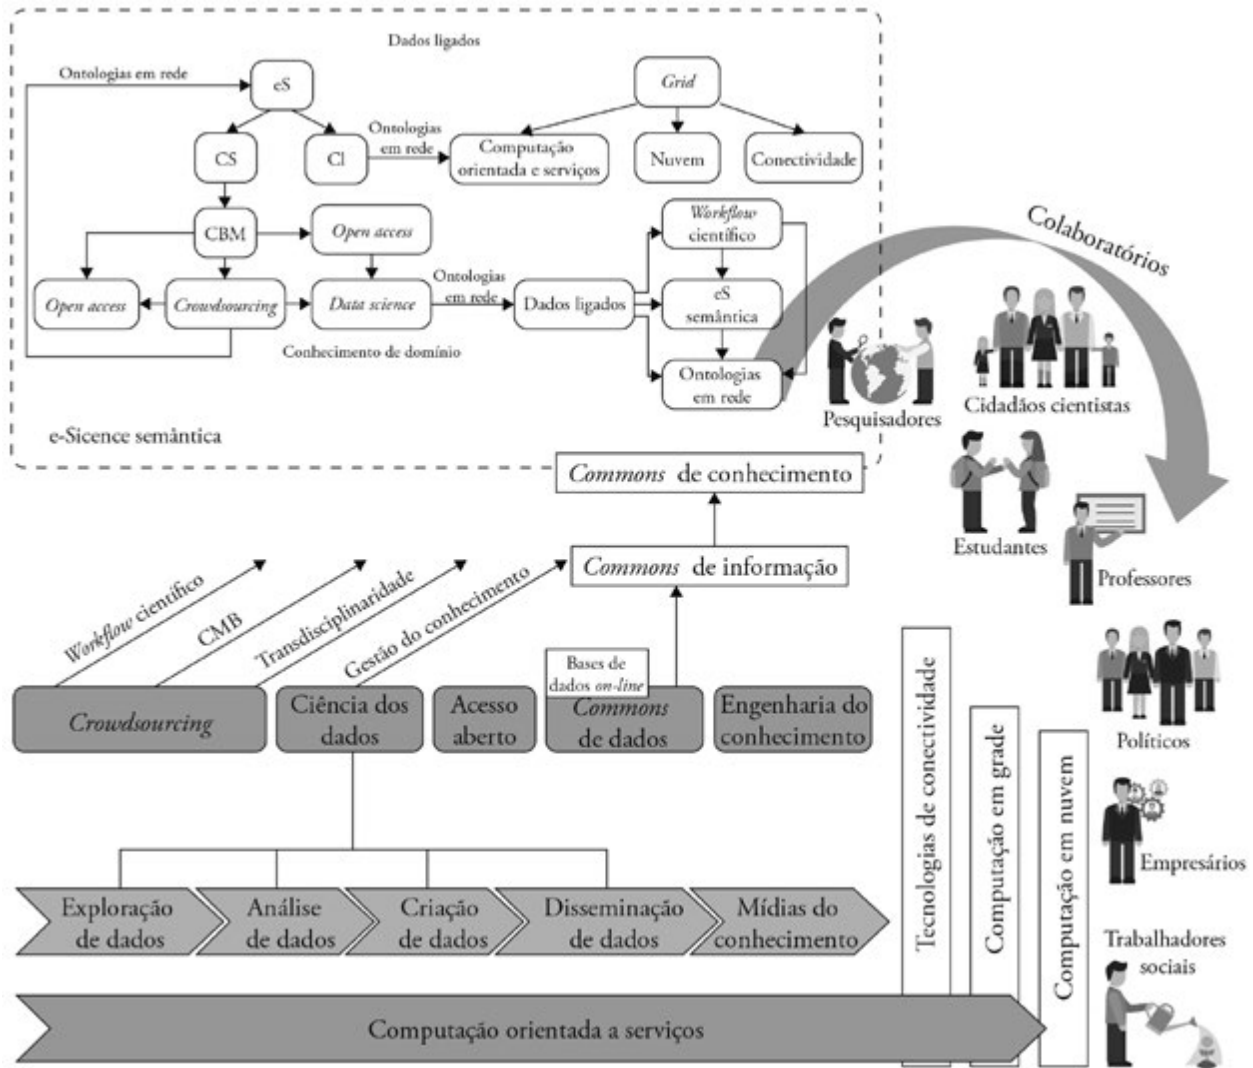 Dados ligados
Ontologias em rede
eS
Grid
CS
CI
Ontologias
em rede
Computação
orientada e serviços
Nuvem
Conectividade
CBM
Open access
Workflow
científico
Open access
Crowdsourcing
Data science
Ontologias
em rede
Dados ligados
eS
semântica
Conhecimento de domínio
Ontologias
em rede
e-Sicence semântica
Colaboratórios
Pesquisadores
Cidadãos cientistas
Estudantes
Professores
Políticos
Empresários
Trabalhadores
sociais
Commons de conhecimento
Commons de informação
Workflow científico
CMB
Transdisciplinaridade
Gestão do conhecimento
Bases de
dados on-line
Crowdsourcing
Ciência dos
dados
Acesso
aberto
Commons
de dados
Engenharia do
conhecimento
Exploração
de dados
Análise
de dados
Criação
de dados
Disseminação
de dados
Mídias do
conhecimento
Computação orientada a serviços
Tecnologias de conectividade
Computação em grade
Computação em nuvem